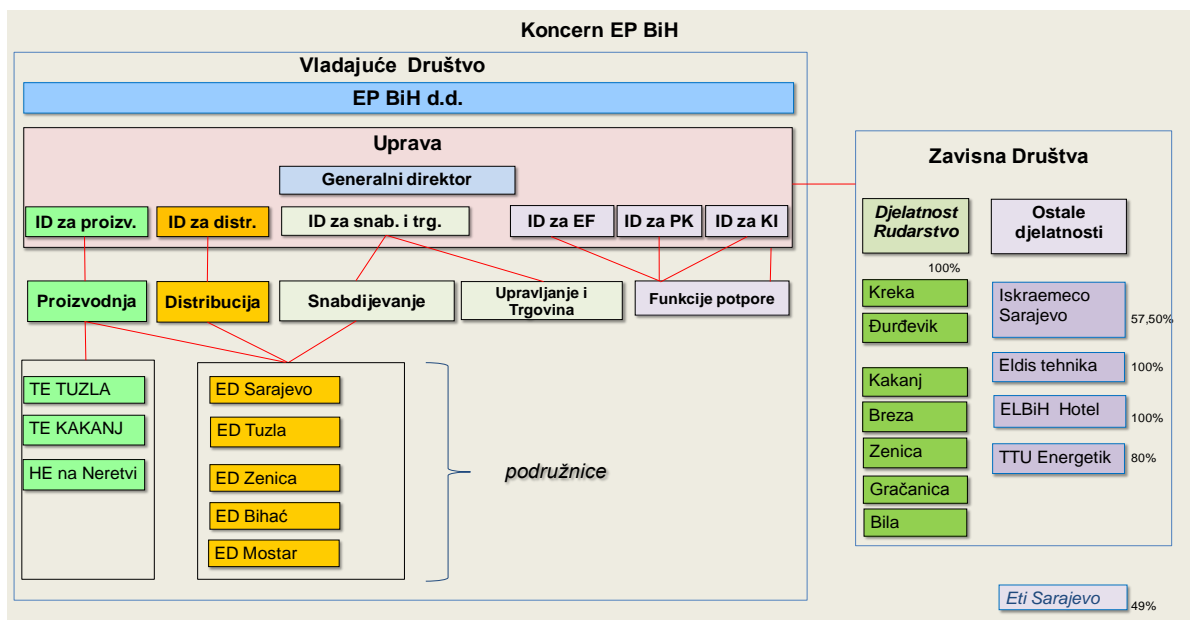 Koncern EP BiH
Vladajuće Društvo
EP BiH d.d.
Uprava
Generalni direktor
ID za proizv.
ID za distr.
ID za snab. i trg.
ID za EF
ID za PK
ID za KI
Proizvodnja
Distribucija
Snabdijevanje
Upravljanje i
Trgovina
Funkcije potpore
TE TUZLA
TE KAKANJ
HE na Neretvi
ED Sarajevo
ED Tuzla
ED Zenica
ED Bihać
ED Mostar
podružnice
Zavisna Društva
Djelatnost
Rudarstvo
100%
Kreka
Đurđevik
Kakanj
Breza
Zenica
Gračanica
Bila
Ostale
djelatnosti
Iskraemeco
Sarajevo
57,50%
Eldis tehnika
100%
ELBiH Hotel
100%
TTU Energetik
80%
Eti Sarajevo
49%